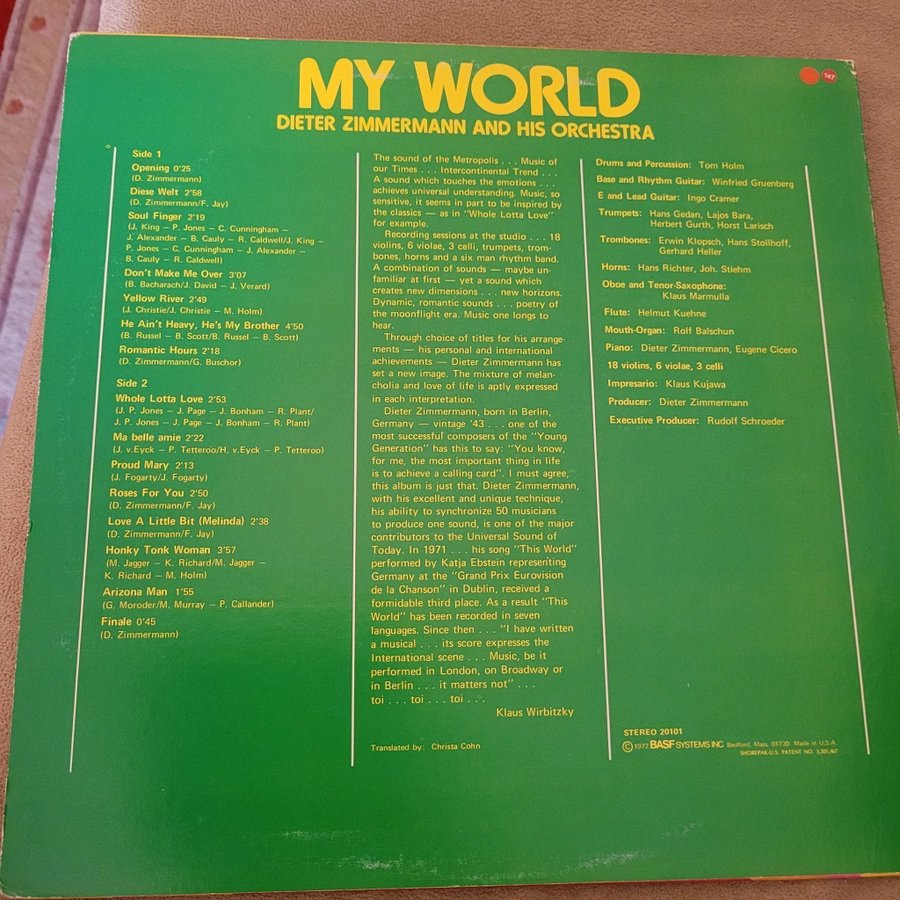 MY WORLD
DIETER ZIMMERMANN AND HIS ORCHESTRA
147
Side 1
Opening 0'25
(D. Zimmermann)
Diese Welt 2'58
(D. Zimmermann/F. Jay)
Soul Finger 2'19
(J. King – P. Jones – C. Cunningham –
J. Alexander – B. Cauly – R. Caldwell/J. King –
P. Jones – C. Cunningham – J. Alexander –
B. Cauly – R. Caldwell)
Don't Make Me Over 3'07
(B. Bacharach/J. David – J. Verard)
Yellow River 2'49
(J. Christie/J. Christie – M. Holm)
He Ain't Heavy, He's My Brother 4'50
(B. Russel – B. Scott/B. Russel – B. Scott)
Romantic Hours 2'18
(D. Zimmermann/G. Buschor)
Side 2
Whole Lotta Love 2'53
(J. P. Jones – J. Page – J. Bonham – R. Plant/
J. P. Jones – J. Page – J. Bonham – R. Plant)
Ma belle amie 2'22
(J. v.Eyck – P. Tetteroo/H. v.Eyck – P. Tetteroo)
Proud Mary 2'13
(J. Fogarty/J. Fogarty)
Roses For You 2'50
(D. Zimmermann/F. Jay)
Love A Little Bit (Melinda) 2'38
(D. Zimmermann/F. Jay)
Honky Tonk Woman 3'57
(M. Jagger – K. Richard/M. Jagger –
K. Richard – M. Holm)
Arizona Man 1'55
(G. Moroder/M. Murray – P. Callander)
Finale 0'45
(D. Zimmermann)
The sound of the Metropolis . . . Music of
our Times . . . Intercontinental Trend . . .
A sound which touches the emotions . . .
achieves universal understanding. Music, so
sensitive, it seems in part to be inspired by
the classics — as in "Whole Lotta Love"
for example.
Recording sessions at the studio . . . 18
violins, 6 violae, 3 celli, trumpets, trom-
bones, horns and a six man rhythm band.
A combination of sounds — maybe un-
familiar at first — yet a sound which
creates new dimensions . . . new horizons.
Dynamic, romantic sounds . . . poetry of
the moonlight era. Music one longs to
hear.
Through choice of titles for his arrange-
ments — his personal and international
achievements — Dieter Zimmermann has
set a new image. The mixture of melan-
cholia and love of life is aptly expressed
in each interpretation.
Dieter Zimmermann, born in Berlin,
Germany — vintage '43 . . . one of the
most successful composers of the "Young
Generation" has this to say: "You know,
for me, the most important thing in life
is to achieve a calling card". I must agree,
this album is just that. Dieter Zimmermann,
with his excellent and unique technique,
his ability to synchronize 50 musicians
to produce one sound, is one of the major
contributors to the Universal Sound of
Today. In 1971 . . . his song "This World"
performed by Katja Ebstein representing
Germany at the "Grand Prix Eurovision
de la Chanson" in Dublin, received a
formidable third place. As a result "This
World" has been recorded in seven
languages. Since then . . . "I have written
a musical . . . its score expresses the
International scene . . . Music, be it
performed in London, on Broadway or
in Berlin . . . it matters not" . . .
toi . . . toi . . . toi . . .
Klaus Wirbitzky
Translated by: Christa Cohn
Drums and Percussion: Tom Holm
Base and Rhythm Guitar: Winfried Gruenberg
E and Lead Guitar: Ingo Cramer
Trumpets: Hans Gedan, Lajos Bara,
Herbert Gurth, Horst Larisch
Trombones: Erwin Klopsch, Hans Stollhoff,
Gerhard Heller
Horns: Hans Richter, Joh. Stiehm
Oboe and Tenor-Saxophone:
Klaus Marmulla
Flute: Helmut Kuehne
Mouth-Organ: Rolf Balschun
Piano: Dieter Zimmermann, Eugene Cicero
18 violins, 6 violae, 3 celli
Impresario: Klaus Kujawa
Producer: Dieter Zimmermann
Executive Producer: Rudolf Schroeder
STEREO 20101
© 1972 BASF SYSTEMS INC Bedford, Mass. 01730 Made in U.S.A.
SHOREPAK-U.S. PATENT NO. 3,301,467